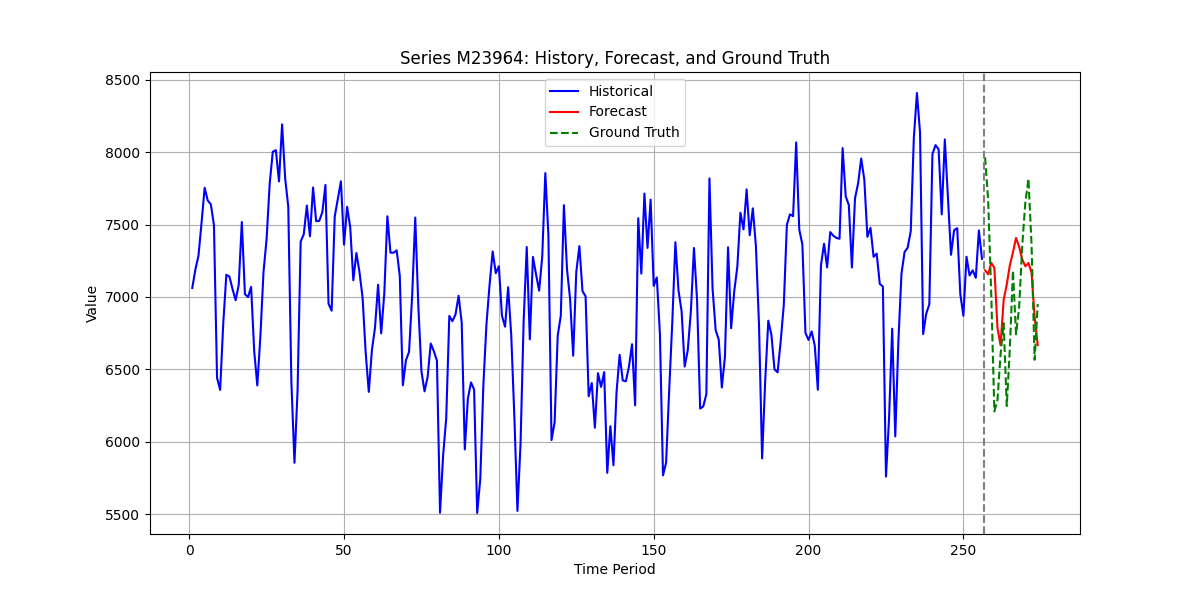 Series M23964: History, Forecast, and Ground Truth
Historical
Forecast
Ground Truth
Value
8500
8000
7500
7000
6500
6000
5500
0 50 100 150 200 250
Time Period